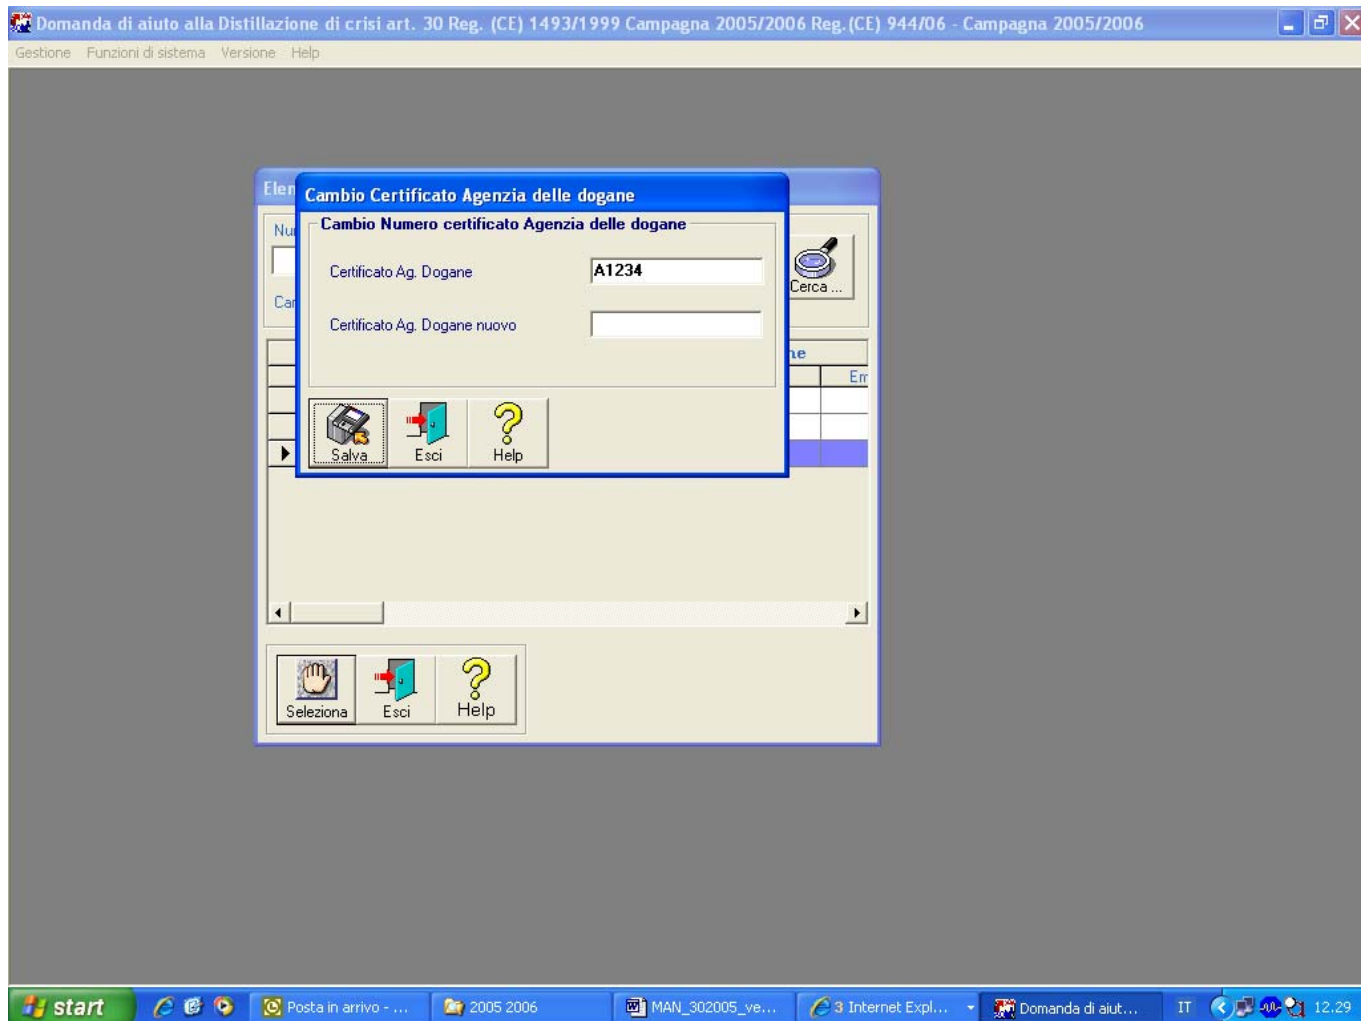 Domanda di aiuto alla Distillazione di crisi art. 30 Reg. (CE) 1493/1999 Campagna 2005/2006 Reg.(CE) 944/06 - Campagna 2005/2006
Gestione Funzioni di sistema Versione Help
Cambio Certificato Agenzia delle dogane
Cambio Numero certificato Agenzia delle dogane
Certificato Ag. Dogane A1234
Cerca ...
Certificato Ag. Dogane nuovo
Salva Esci Help
Seleziona Esci Help
start Posta in arrivo - ... 2005 2006 MAN_302005_ve... 3 Internet Expl... Domanda di aiut... IT 12.29